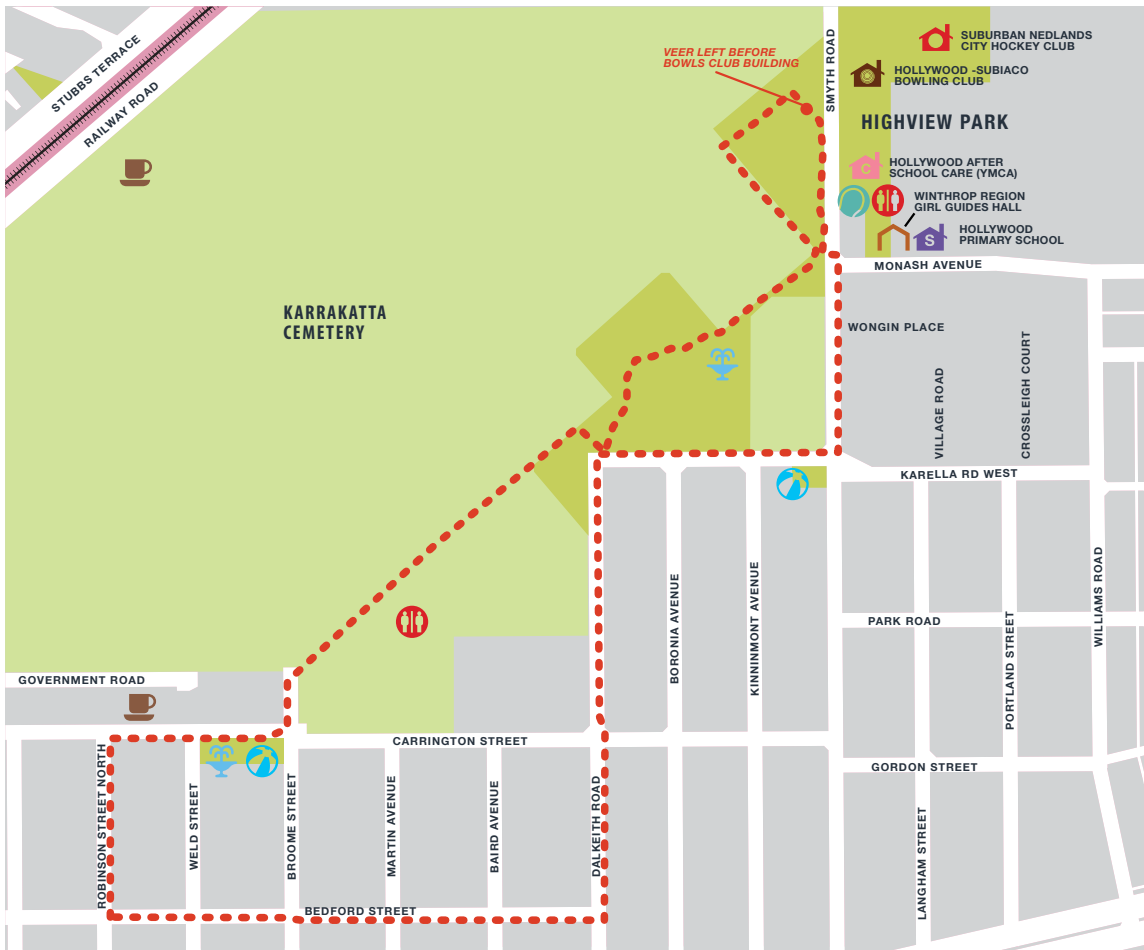 STUBBS TERRACE
RAILWAY ROAD
VEER LEFT BEFORE
BOWLS CLUB BUILDING
SMYTH ROAD
SUBURBAN NEDLANDS
CITY HOCKEY CLUB
HOLLYWOOD -SUBIACO
BOWLING CLUB
HIGHVIEW PARK
C
HOLLYWOOD AFTER
SCHOOL CARE (YMCA)
WINTHROP REGION
GIRL GUIDES HALL
S
HOLLYWOOD
PRIMARY SCHOOL
MONASH AVENUE
KARRAKATTA
CEMETERY
WONGIN PLACE
VILLAGE ROAD
CROSSLEIGH COURT
KARELLA RD WEST
BORONIA AVENUE
KINNINMONT AVENUE
PARK ROAD
PORTLAND STREET
WILLIAMS ROAD
GOVERNMENT ROAD
CARRINGTON STREET
GORDON STREET
ROBINSON STREET NORTH
WELD STREET
BROOME STREET
MARTIN AVENUE
BAIRD AVENUE
DALKEITH ROAD
LANGHAM STREET
BEDFORD STREET